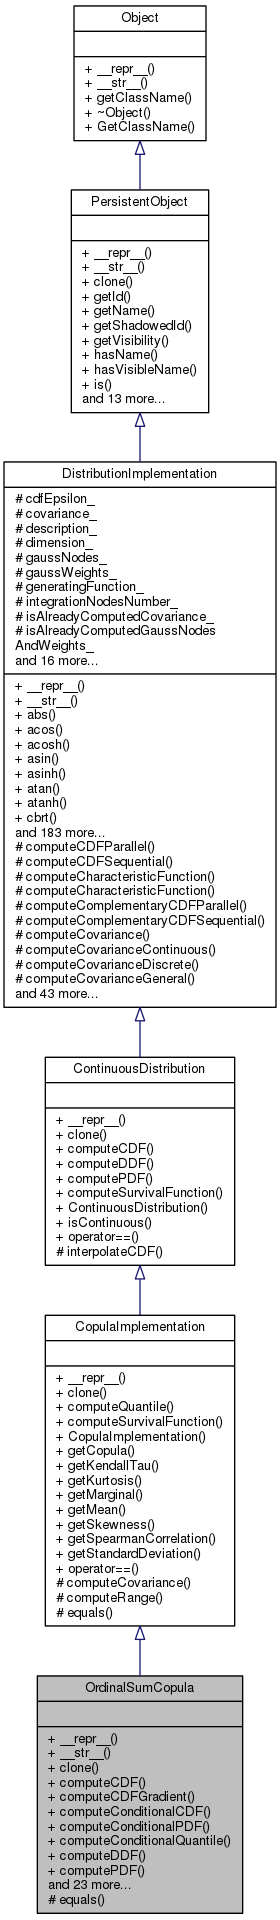 Object
+ __repr__()
+ __str__()
+ getClassName()
+ ~Object()
+ GetClassName()
PersistentObject
+ __repr__()
+ __str__()
+ clone()
+ getId()
+ getName()
+ getShadowedId()
+ getVisibility()
+ hasName()
+ hasVisibleName()
+ is()
and 13 more...
DistributionImplementation
# cdfEpsilon_
# covariance_
# description_
# dimension_
# gaussNodes_
# gaussWeights_
# generatingFunction_
# integrationNodesNumber_
# isAlreadyComputedCovariance_
# isAlreadyComputedGaussNodes
AndWeights_
and 16 more...
+ __repr__()
+ __str__()
+ abs()
+ acos()
+ acosh()
+ asin()
+ asinh()
+ atan()
+ atanh()
+ cbrt()
and 183 more...
# computeCDFParallel()
# computeCDFSequential()
# computeCharacteristicFunction()
# computeCharacteristicFunction()
# computeComplementaryCDFParallel()
# computeComplementaryCDFSequential()
# computeCovariance()
# computeCovarianceContinuous()
# computeCovarianceDiscrete()
# computeCovarianceGeneral()
and 43 more...
ContinuousDistribution
+ __repr__()
+ clone()
+ computeCDF()
+ computeDDF()
+ computePDF()
+ computeSurvivalFunction()
+ ContinuousDistribution()
+ isContinuous()
+ operator==()
# interpolateCDF()
CopulaImplementation
+ __repr__()
+ clone()
+ computeQuantile()
+ computeSurvivalFunction()
+ CopulaImplementation()
+ getCopula()
+ getKendallTau()
+ getKurtosis()
+ getMarginal()
+ getMean()
+ getSkewness()
+ getSpearmanCorrelation()
+ getStandardDeviation()
+ operator==()
# computeCovariance()
# computeRange()
# equals()
OrdinalSumCopula
+ __repr__()
+ __str__()
+ clone()
+ computeCDF()
+ computeCDFGradient()
+ computeConditionalCDF()
+ computeConditionalPDF()
+ computeConditionalQuantile()
+ computeDDF()
+ computePDF()
and 23 more...
# equals()